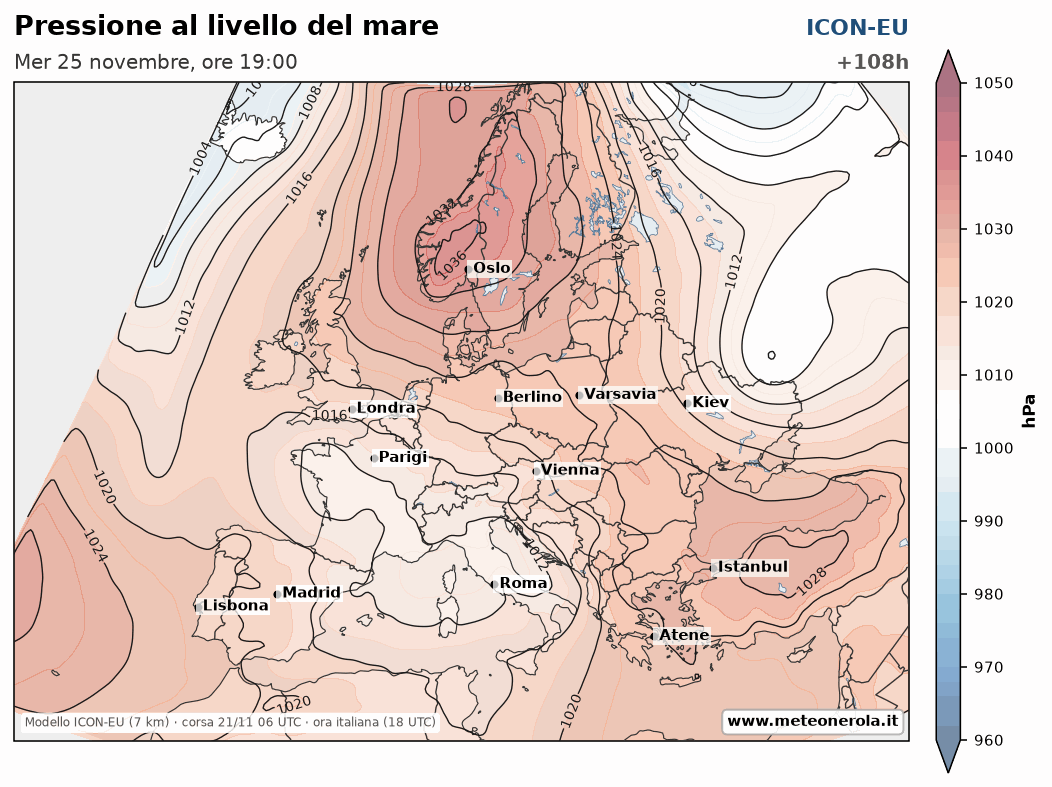 Pressione al livello del mare
ICON-EU
Mer 25 novembre, ore 19:00
+108h
1028
1008
1004
1016
1016
1032
1024
1036
Oslo
1012
1020
1012
Berlino
Varsavia
Kiev
1016
Londra
Parigi
Vienna
1020
1024
Istanbul
1028
Roma
Madrid
Lisbona
Atene
1020
1020
Modello ICON-EU (7 km) · corsa 21/11 06 UTC · ora italiana (18 UTC)
www.meteonerola.it
1050
1040
1030
1020
1010
1000
990
980
970
960
hPa